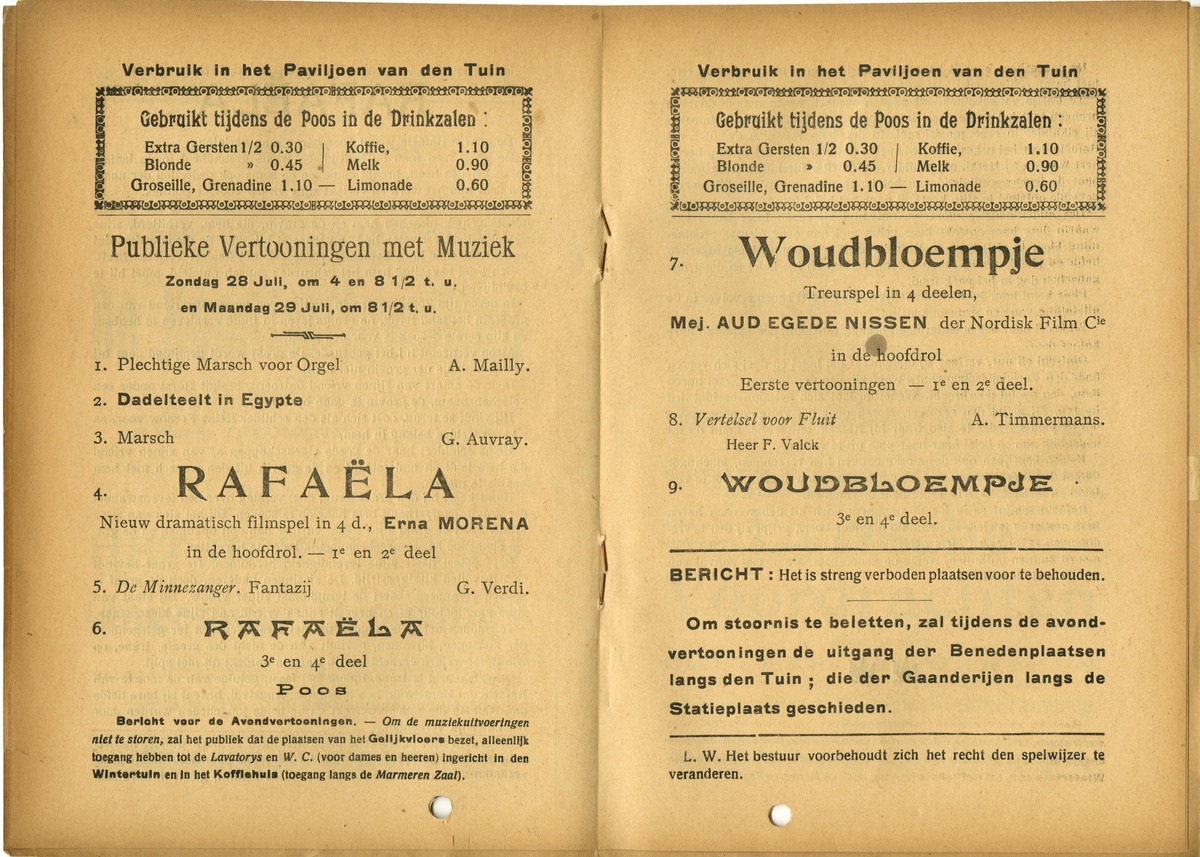 Verbruik in het Paviljoen van den Tuin
Gebruikt tijdens de Poos in de Drinkzalen :
Extra Gersten 1/2 0.30 | Koffie, 1.10
Blonde » 0.45 | Melk 0.90
Groseille, Grenadine 1.10 — Limonade 0.60
Publieke Vertooningen met Muziek
Zondag 28 Juli, om 4 en 8 1/2 t. u.
en Maandag 29 Juli, om 8 1/2 t. u.
1. Plechtige Marsch voor Orgel A. Mailly.
2. Dadelteelt in Egypte
3. Marsch G. Auvray.
4. RAFAËLA
Nieuw dramatisch filmspel in 4 d., Erna MORENA
in de hoofdrol. — 1e en 2e deel
5. De Minnezanger. Fantazij G. Verdi.
6. RAFAËLA
3e en 4e deel
Poos
Bericht voor de Avondvertooningen. — Om de muziekuitvoeringen
niet te storen, zal het publiek dat de plaatsen van het Gelijkvloers bezet, alleenlijk
toegang hebben tot de Lavatorys en W. C. (voor dames en heeren) ingericht in den
Wintertuin en in het Koffiehuis (toegang langs de Marmeren Zaal).
Verbruik in het Paviljoen van den Tuin
Gebruikt tijdens de Poos in de Drinkzalen :
Extra Gersten 1/2 0.30 | Koffie, 1.10
Blonde » 0.45 | Melk 0.90
Groseille, Grenadine 1.10 — Limonade 0.60
7. Woudbloempje
Treurspel in 4 deelen,
Mej. AUD EGEDE NISSEN der Nordisk Film Cie
in de hoofdrol
Eerste vertooningen — 1e en 2e deel.
8. Vertelsel voor Fluit A. Timmermans.
Heer F. Valck
9. WOUDBLOEMPJE
3e en 4e deel.
BERICHT : Het is streng verboden plaatsen voor te behouden.
Om stoornis te beletten, zal tijdens de avond-
vertooningen de uitgang der Benedenplaatsen
langs den Tuin ; die der Gaanderijen langs de
Statieplaats geschieden.
L. W. Het bestuur voorbehoudt zich het recht den spelwijzer te
veranderen.